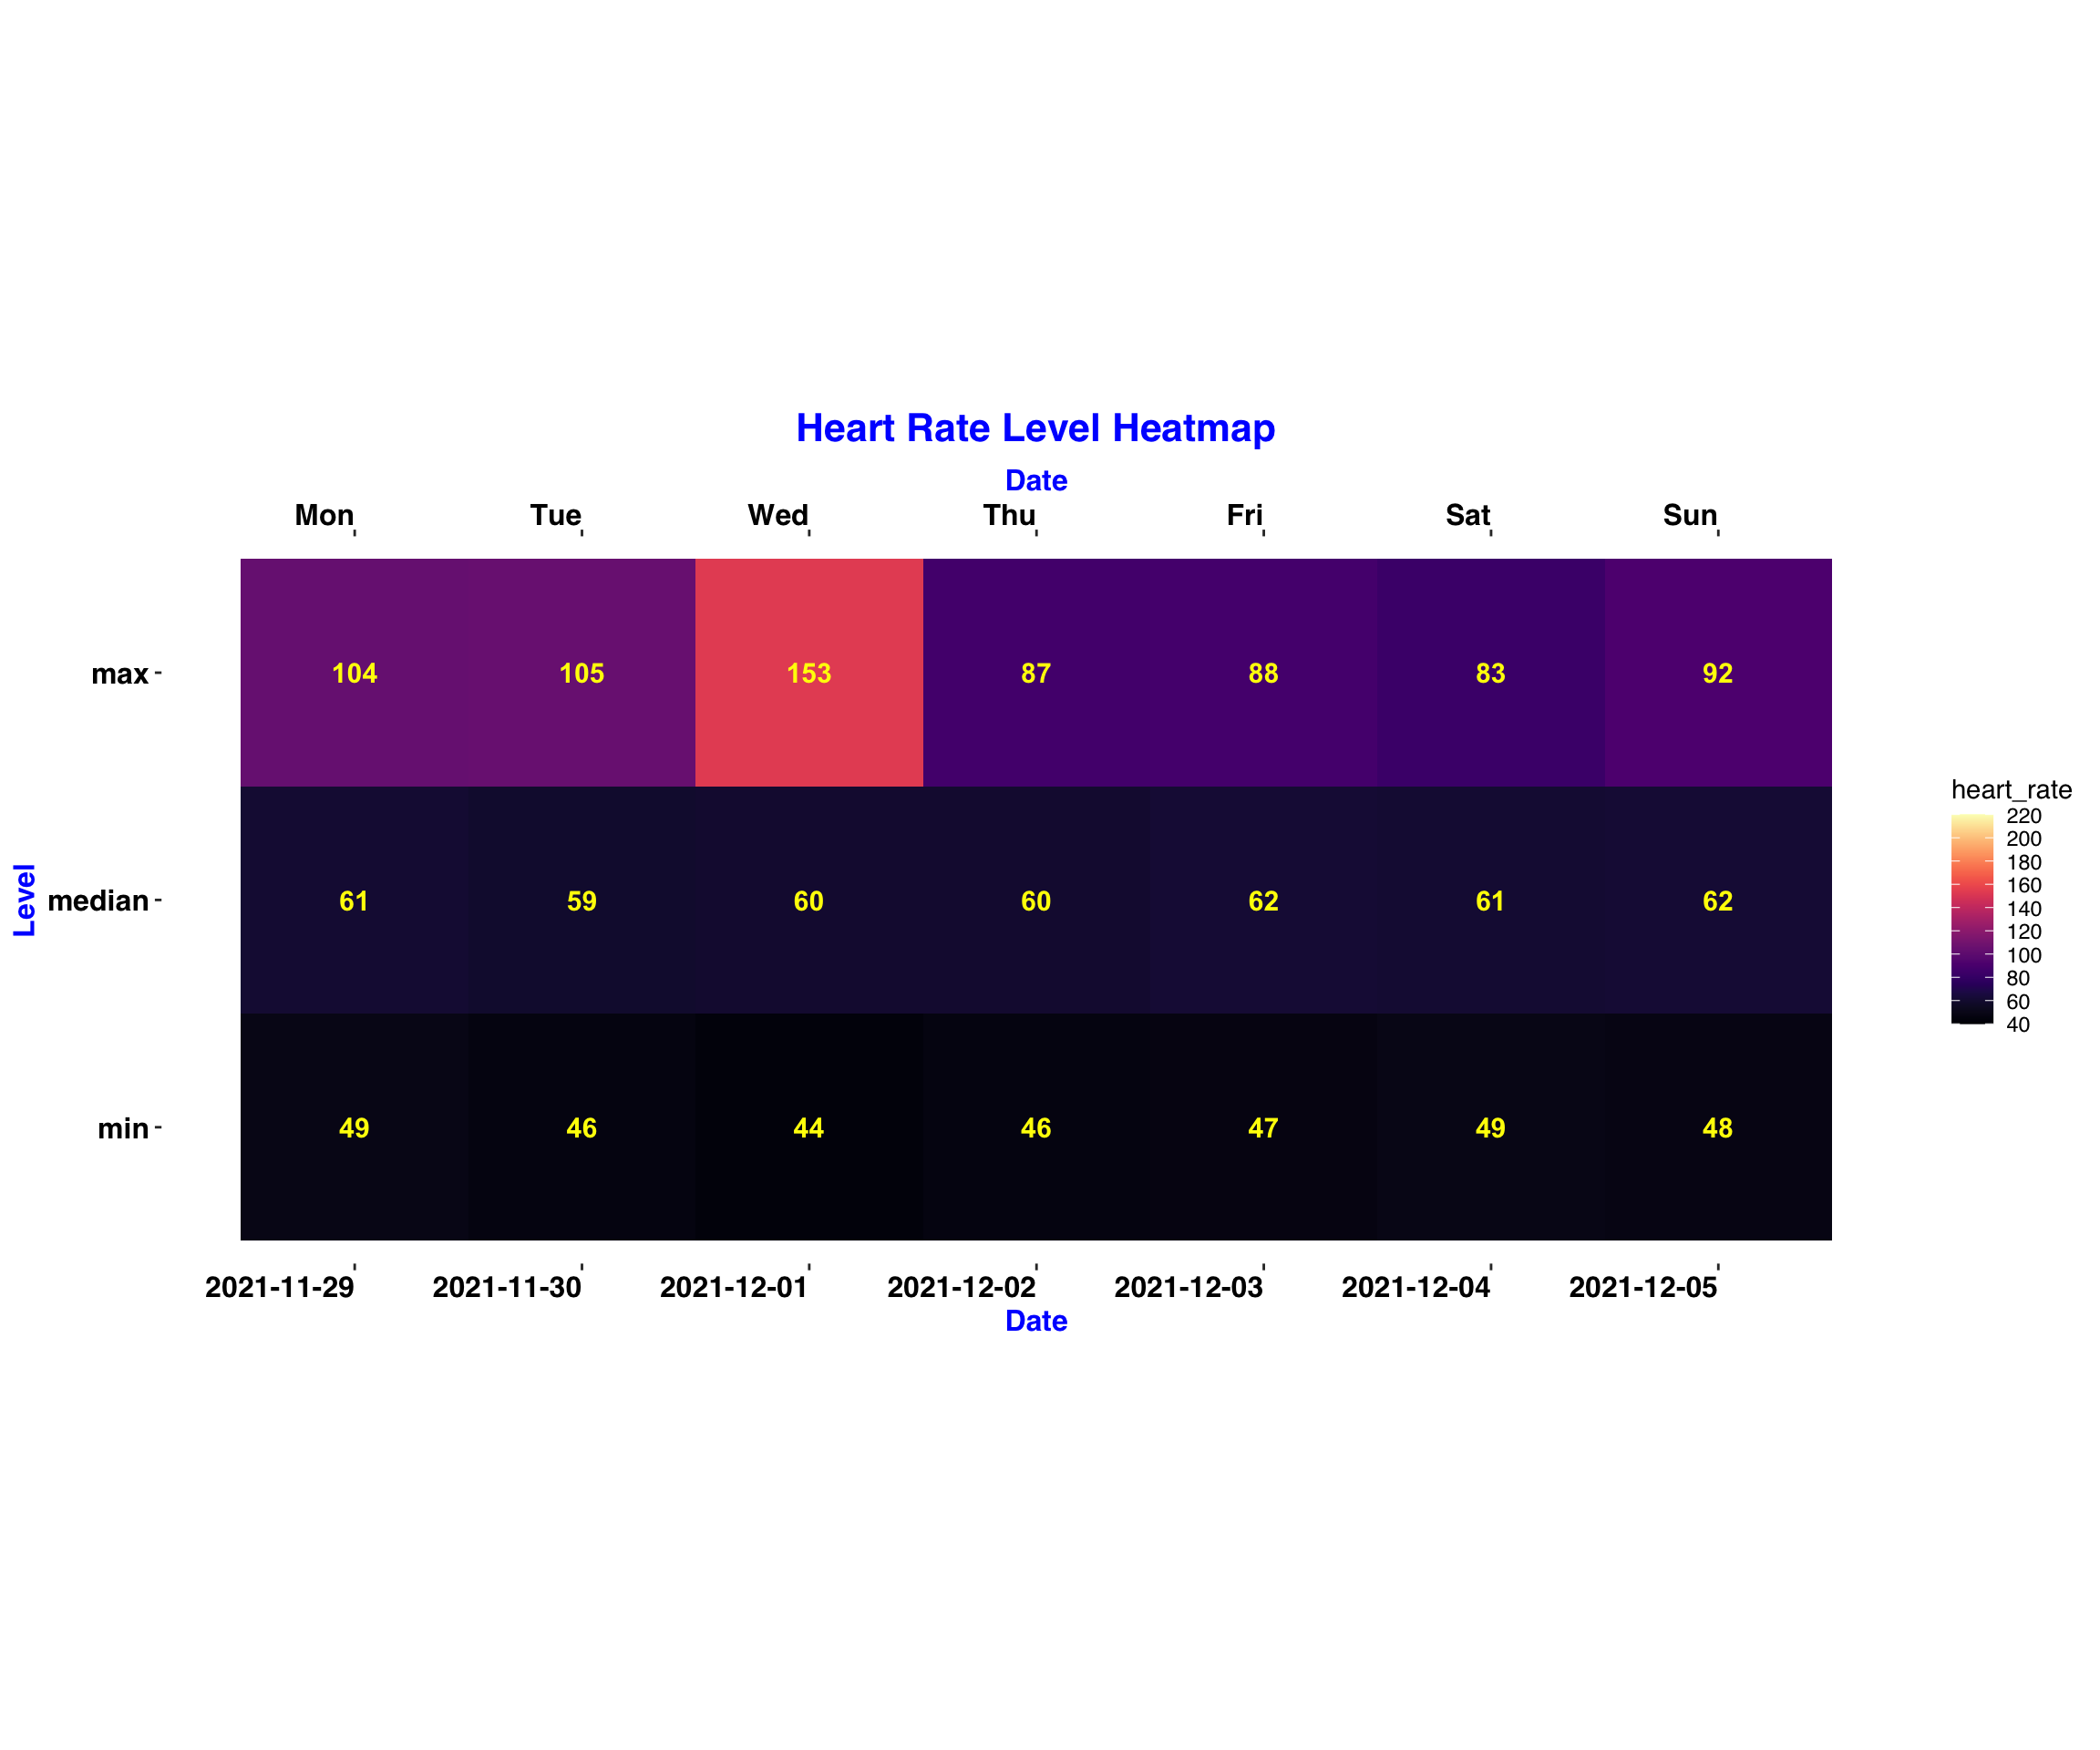 Heart Rate Level Heatmap
Date
Mon Tue Wed Thu Fri Sat Sun
max 104 105 153 87 88 83 92
Level
median 61 59 60 60 62 61 62
min 49 46 44 46 47 49 48
2021-11-29 2021-11-30 2021-12-01 2021-12-02 2021-12-03 2021-12-04 2021-12-05
Date
heart_rate
220
200
180
160
140
120
100
80
60
40